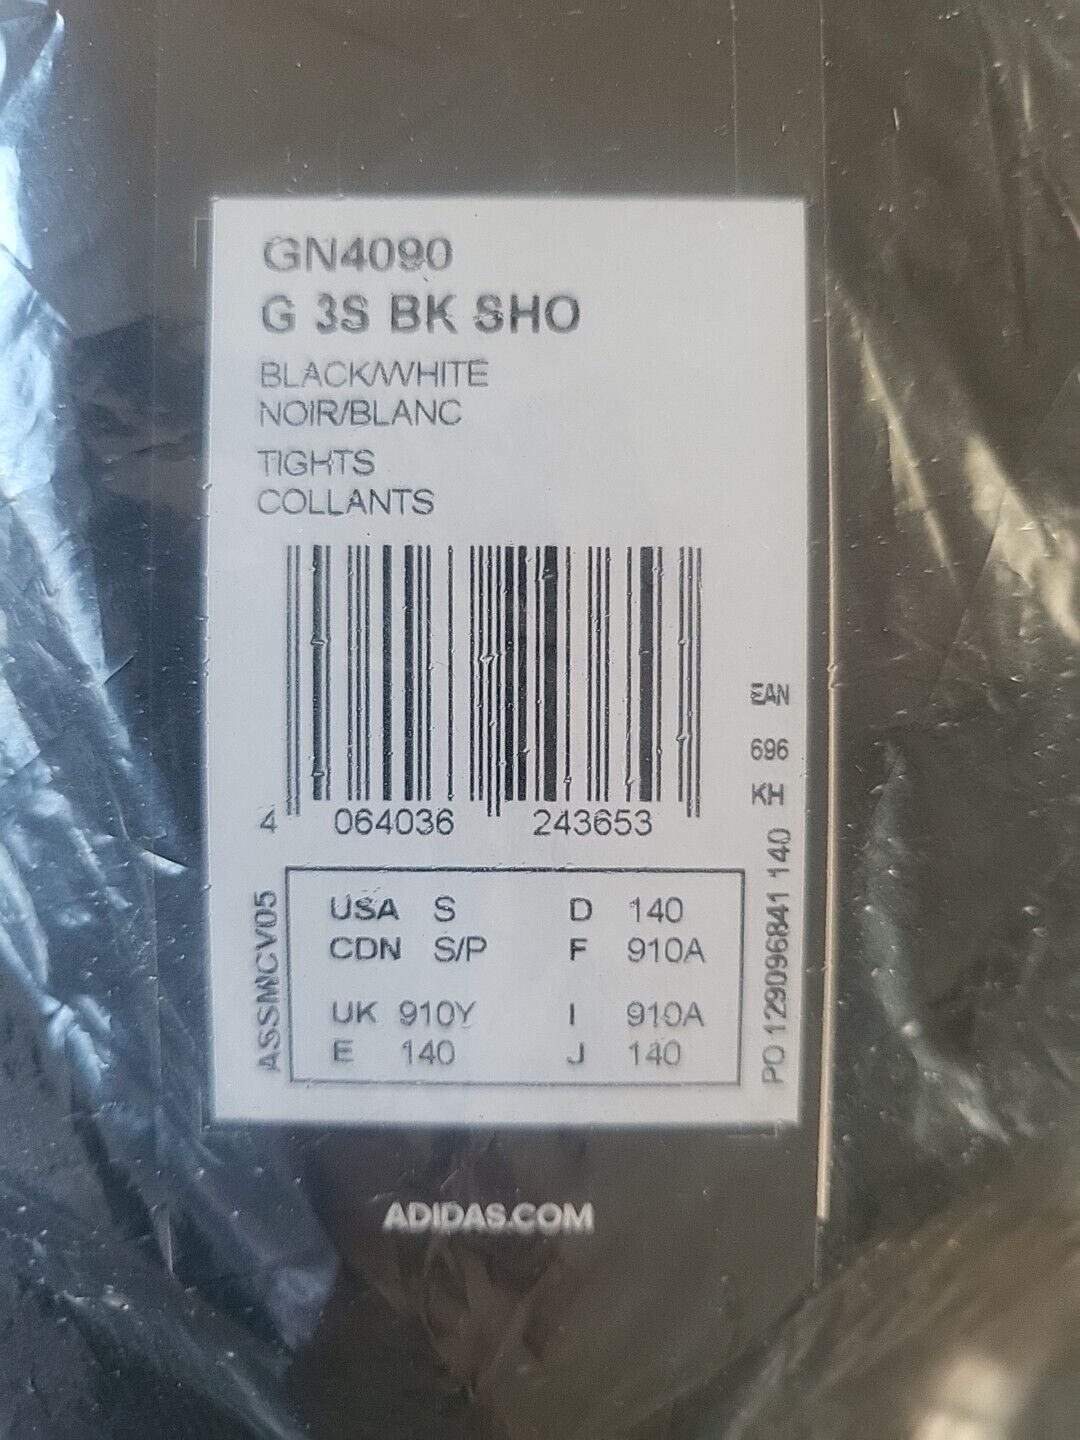 GN4090
G 3S BK SHO
BLACK/WHITE
NOIR/BLANC
TIGHTS
COLLANTS
4 064036 243653
EAN
696
KH
PO 129096841 140
ASSMCV05
USA S D 140
CDN S/P F 910A
UK 910Y I 910A
E 140 J 140
ADIDAS.COM